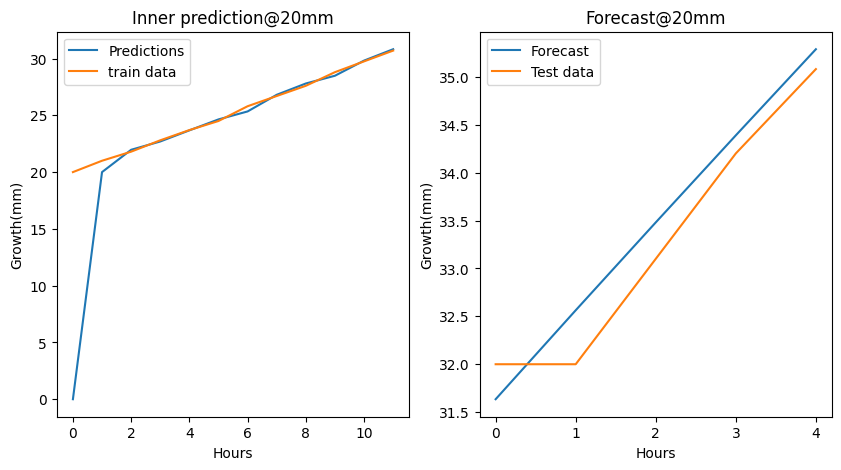 Inner prediction@20mm
Predictions
train data
30
25
20
15
10
5
0
Growth(mm)
0 2 4 6 8 10
Hours
Forecast@20mm
Forecast
Test data
35.0
34.5
34.0
33.5
33.0
32.5
32.0
31.5
Growth(mm)
0 1 2 3 4
Hours